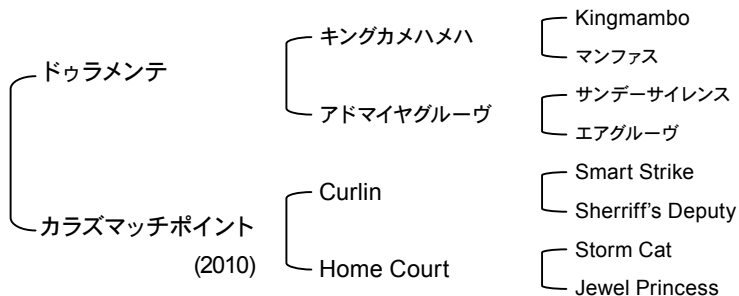 ドゥラメンテ
キングカメハメハ
Kingmambo
マンファス
アドマイヤグルーヴ
サンデーサイレンス
エアグルーヴ
カラズマッチポイント
(2010)
Curlin
Smart Strike
Sherriff's Deputy
Home Court
Storm Cat
Jewel Princess